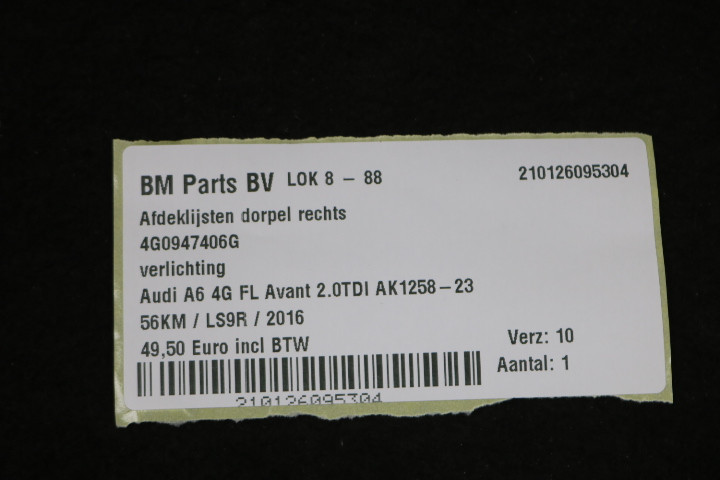 BM Parts BV LOK 8 - 88 210126095304
Afdeklijsten dorpel rechts
4G0947406G
verlichting
Audi A6 4G FL Avant 2.0TDI AK1258-23
56KM / LS9R / 2016
49,50 Euro incl BTW
Verz: 10
Aantal: 1
210126095304